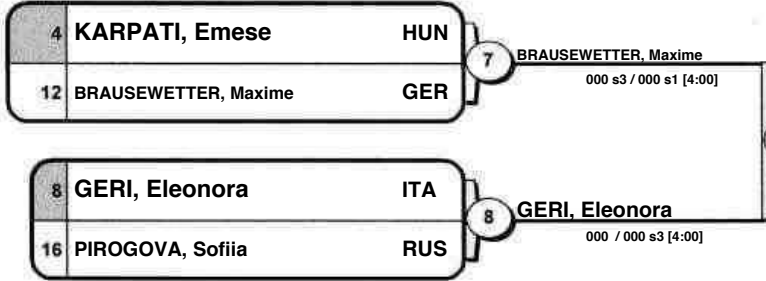 4 KARPATI, Emese HUN
12 BRAUSEWETTER, Maxime GER
7
BRAUSEWETTER, Maxime
000 s3 / 000 s1 [4:00]
8 GERI, Eleonora ITA
16 PIROGOVA, Sofiia RUS
8
GERI, Eleonora
000 / 000 s3 [4:00]